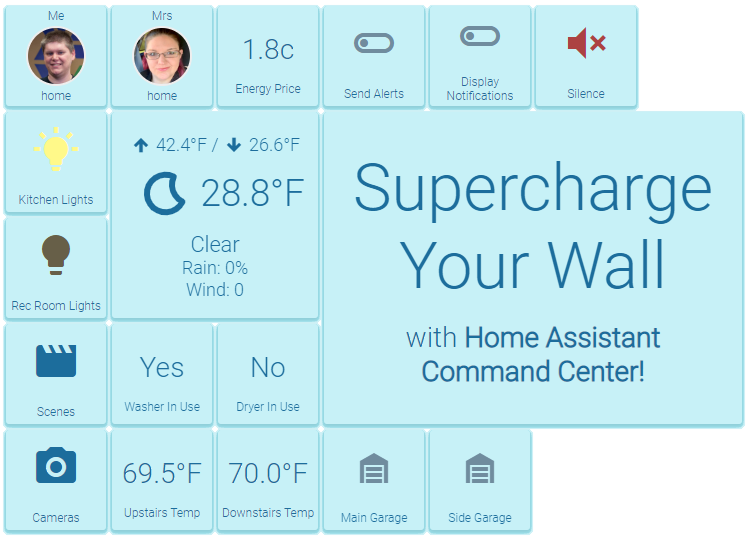 Me
home
Mrs
home
1.8c
Energy Price
Send Alerts
Display
Notifications
Silence
Kitchen Lights
42.4°F / 26.6°F
28.8°F
Clear
Rain: 0%
Wind: 0
Supercharge
Your Wall
with Home Assistant
Command Center!
Rec Room Lights
Scenes
Yes
Washer In Use
No
Dryer In Use
Cameras
69.5°F
Upstairs Temp
70.0°F
Downstairs Temp
Main Garage
Side Garage